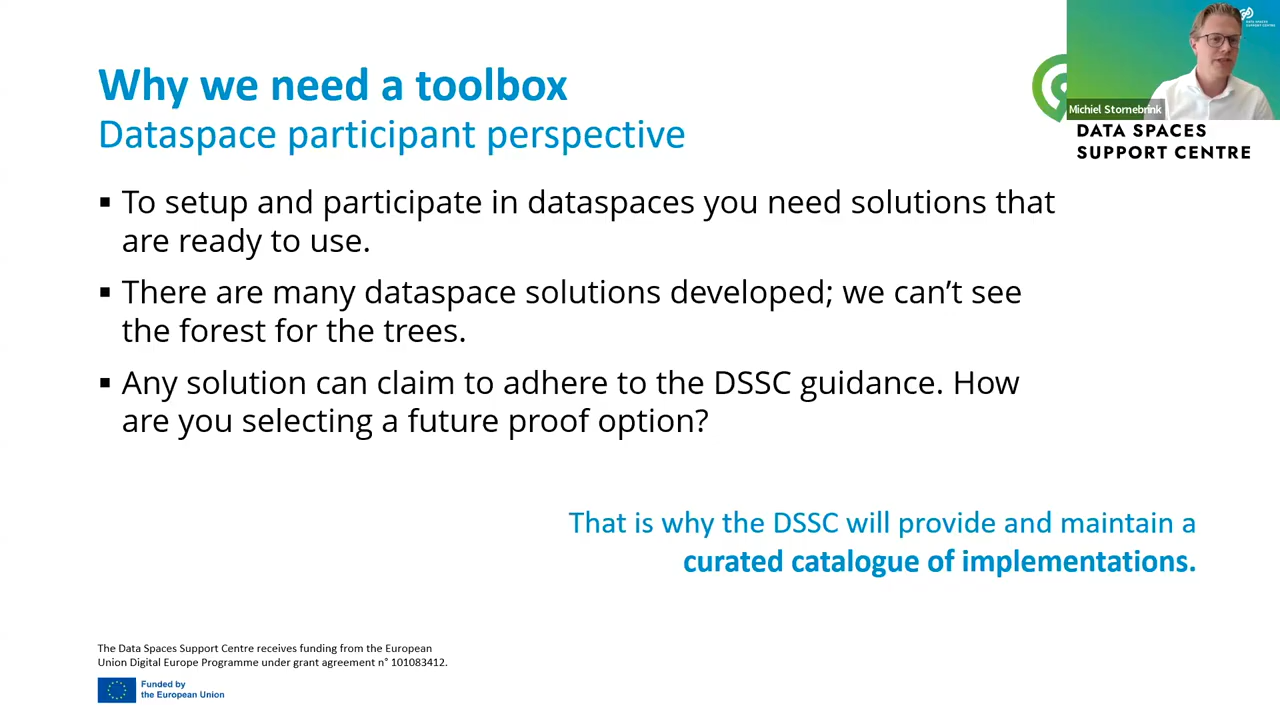 Why we need a toolbox
Dataspace participant perspective
Michiel Stornebrink
DATA SPACES
SUPPORT CENTRE
▪ To setup and participate in dataspaces you need solutions that
are ready to use.
▪ There are many dataspace solutions developed; we can’t see
the forest for the trees.
▪ Any solution can claim to adhere to the DSSC guidance. How
are you selecting a future proof option?
That is why the DSSC will provide and maintain a
curated catalogue of implementations.
The Data Spaces Support Centre receives funding from the European
Union Digital Europe Programme under grant agreement n° 101083412.
Funded by
the European Union